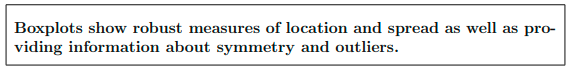 Boxplots show robust measures of location and spread as well as pro-
viding information about symmetry and outliers.